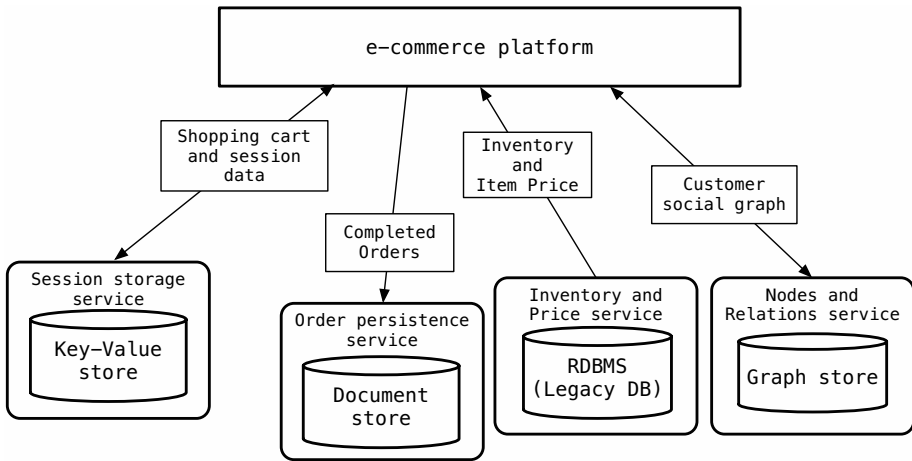 e-commerce platform
Shopping cart
and session
data
Completed
Orders
Inventory
and
Item Price
Customer
social graph
Session storage
service
Key-Value
store
Order persistence
service
Document
store
Inventory and
Price service
RDBMS
(Legacy DB)
Nodes and
Relations service
Graph store